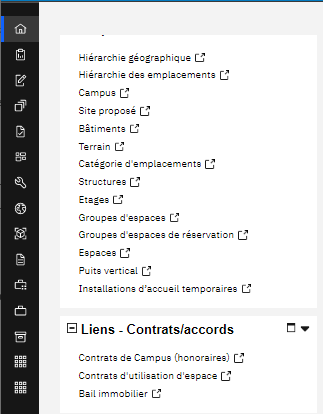 Hiérarchie géographique
Hiérarchie des emplacements
Campus
Site proposé
Bâtiments
Terrain
Catégorie d'emplacements
Structures
Etages
Groupes d'espaces
Groupes d'espaces de réservation
Espaces
Puits vertical
Installations d'accueil temporaires
Liens - Contrats/accords
Contrats de Campus (honoraires)
Contrats d'utilisation d'espace
Bail immobilier